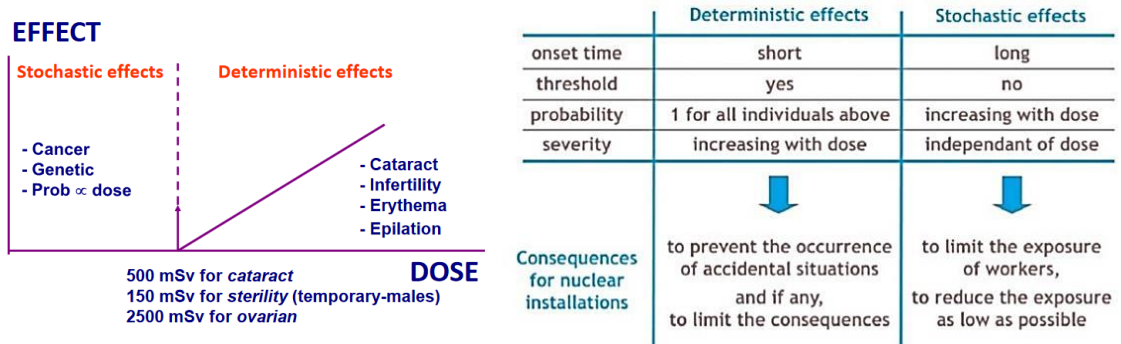 EFFECT
Stochastic effects
Deterministic effects
- Cancer
- Genetic
- Prob ∝ dose
- Cataract
- Infertility
- Erythema
- Epilation
DOSE
500 mSv for cataract
150 mSv for sterility (temporary-males)
2500 mSv for ovarian
Deterministic effects Stochastic effects
onset time short long
threshold yes no
probability 1 for all individuals above increasing with dose
severity increasing with dose independant of dose
Consequences
for nuclear
installations
to prevent the occurrence
of accidental situations
and if any,
to limit the consequences
to limit the exposure
of workers,
to reduce the exposure
as low as possible